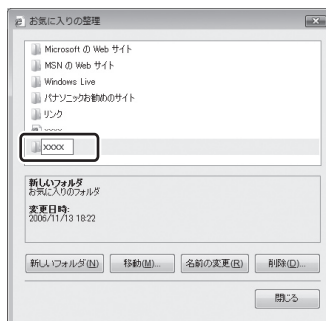 お気に入りの整理
Microsoft の Web サイト
MSN の Web サイト
Windows Live
パナソニックお勧めのサイト
リンク
xxxx
xxxx
新しいフォルダ
お気に入りのフォルダ
変更日時:
2006/11/13 18:22
新しいフォルダ(N)
移動(M)...
名前の変更(R)
削除(D)...
閉じる